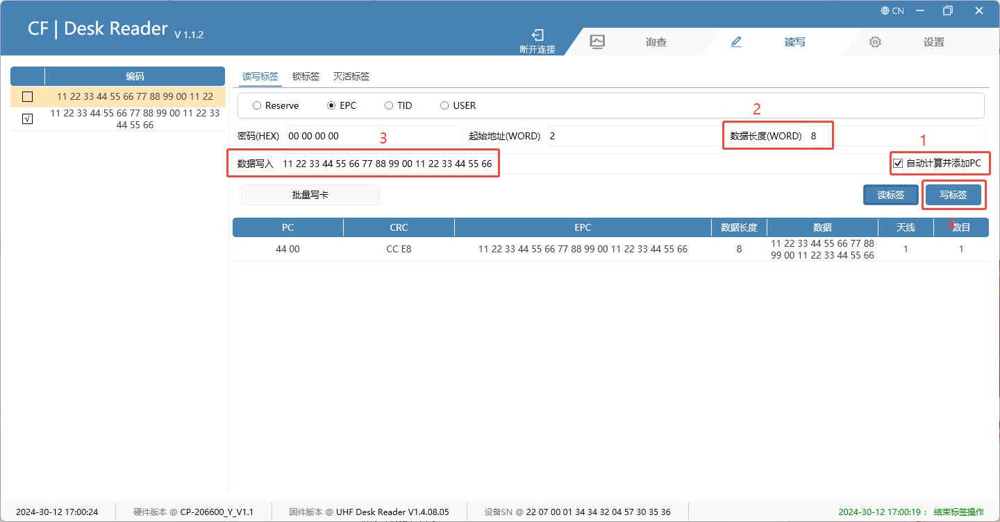 CN
CF | Desk Reader V 1.1.2
断开连接
询查
读写
设置
编码
11 22 33 44 55 66 77 88 99 00 11 22
√
11 22 33 44 55 66 77 88 99 00 11 22 33
44 55 66
读写标签 锁标签 灭活标签
Reserve EPC TID USER
2
密码(HEX) 00 00 00 00 起始地址(WORD) 2 数据长度(WORD) 8
3
1
数据写入 11 22 33 44 55 66 77 88 99 00 11 22 33 44 55 66 自动计算并添加PC
批量写卡 读标签 写标签
4
PC CRC EPC 数据长度 数据 天线 数目
44 00 CC E8 11 22 33 44 55 66 77 88 99 00 11 22 33 44 55 66 8 11 22 33 44 55 66 77 88
99 00 11 22 33 44 55 66 1 1
2024-30-12 17:00:24 硬件版本 @ CP-206600_Y_V1.1 固件版本 @ UHF Desk Reader V1.4.08.05 设备SN @ 22 07 00 01 34 34 32 04 57 30 35 36 2024-30-12 17:00:19 : 结束标签操作